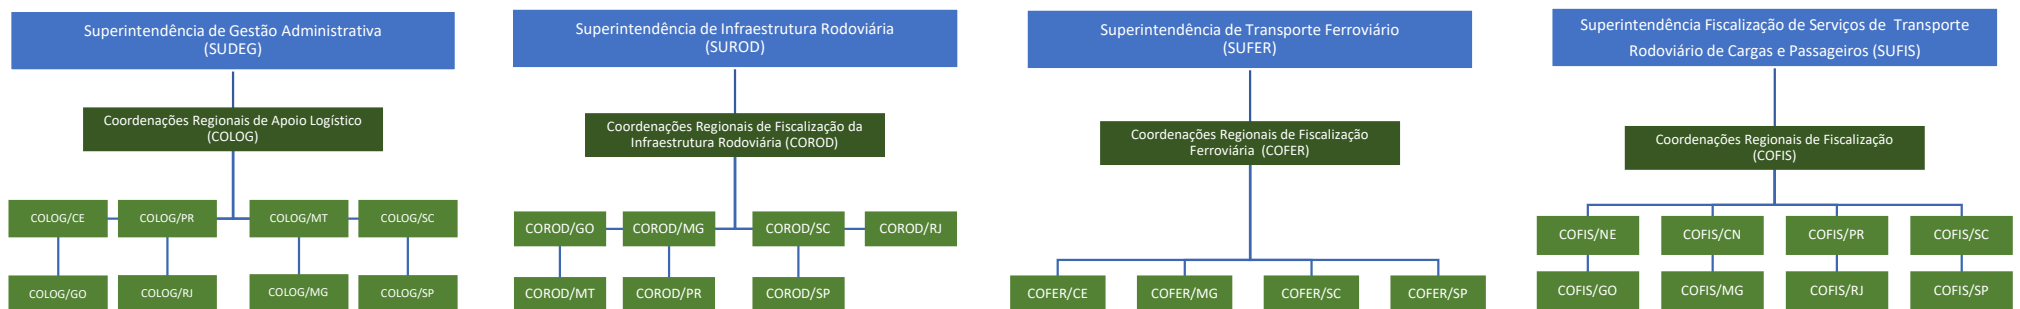 Superintendência de Gestão Administrativa
(SUDEG)
Coordenações Regionais de Apoio Logístico
(COLOG)
COLOG/CE
COLOG/PR
COLOG/MT
COLOG/SC
COLOG/GO
COLOG/RJ
COLOG/MG
COLOG/SP
Superintendência de Infraestrutura Rodoviária
(SUROD)
Coordenações Regionais de Fiscalização da
Infraestrutura Rodoviária (COROD)
COROD/GO
COROD/MG
COROD/SC
COROD/RJ
COROD/MT
COROD/PR
COROD/SP
Superintendência de Transporte Ferroviário
(SUFER)
Coordenações Regionais de Fiscalização
Ferroviária (COFER)
COFER/CE
COFER/MG
COFER/SC
COFER/SP
Superintendência Fiscalização de Serviços de Transporte
Rodoviário de Cargas e Passageiros (SUFIS)
Coordenações Regionais de Fiscalização
(COFIS)
COFIS/NE
COFIS/CN
COFIS/PR
COFIS/SC
COFIS/GO
COFIS/MG
COFIS/RJ
COFIS/SP